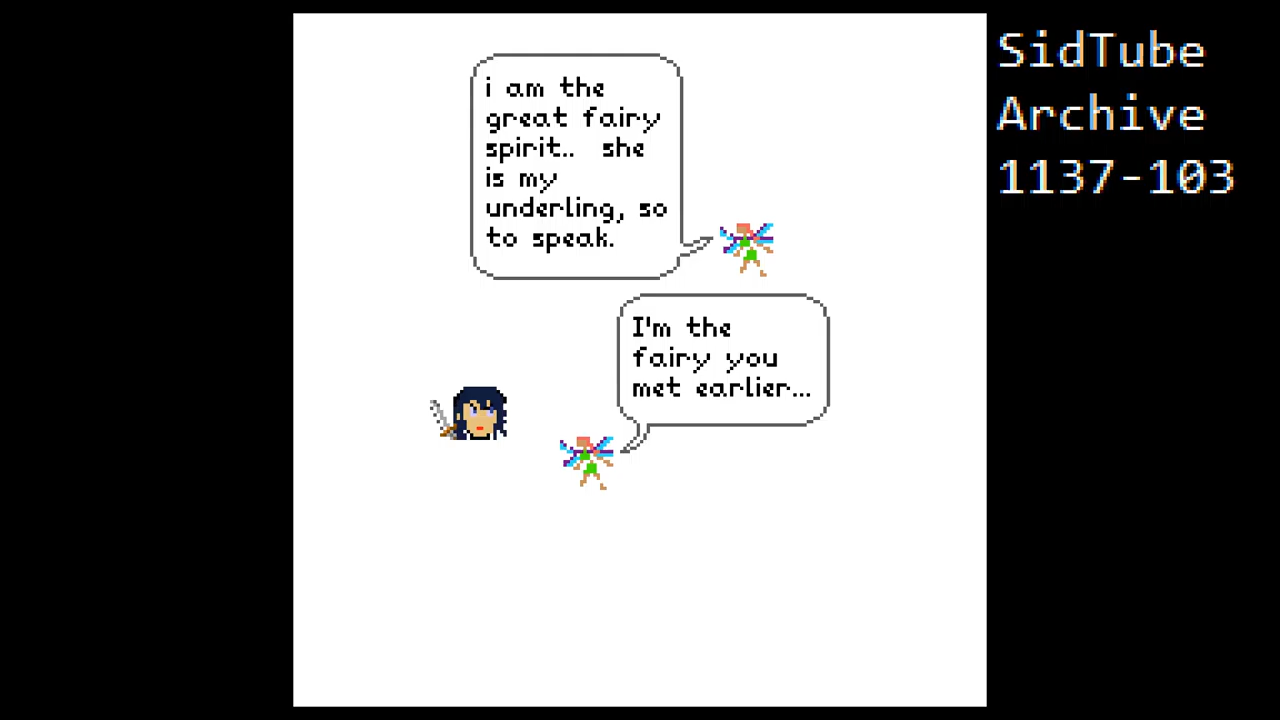 i am the
great fairy
spirit..  she
is my
underling, so
to speak.
I'm the
fairy you
met earlier...
SidTube
Archive
1137-103